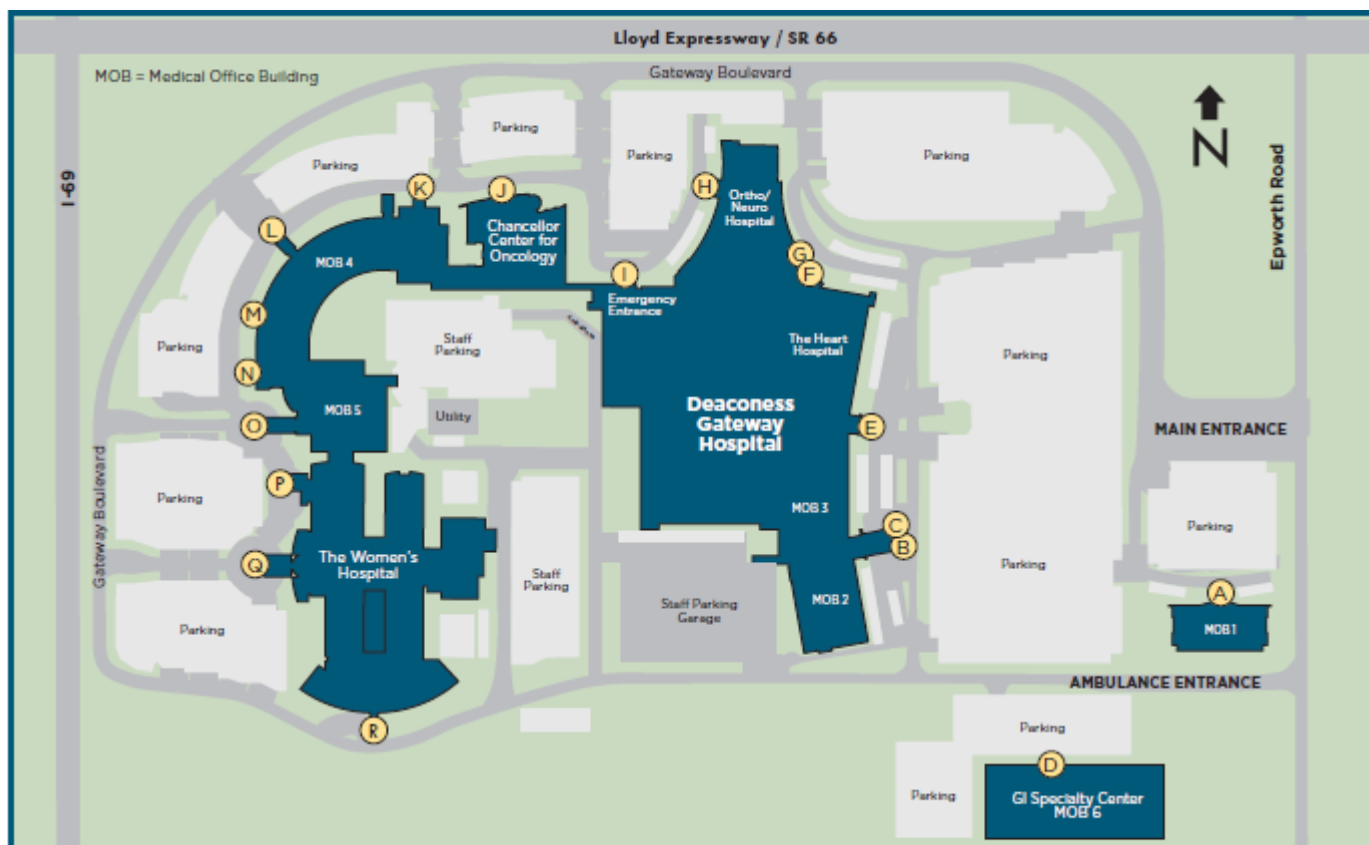 Lloyd Expressway / SR 66
MOB = Medical Office Building
Gateway Boulevard
Parking
Parking
Parking
Parking
Parking
N
I-69
Epworth Road
K
J
H
Ortho/
Neuro
Hospital
L
Chancellor
Center for
Oncology
MOB 4
G
F
I
Emergency
Entrance
M
Staff
Parking
The Heart
Hospital
Parking
Parking
N
MOB 5
Utility
Deaconess
Gateway
Hospital
O
E
MAIN ENTRANCE
Gateway Boulevard
P
Parking
MOB 3
C
B
Parking
The Women's
Hospital
Q
Staff
Parking
Parking
Staff Parking
Garage
MOB 2
A
MOB 1
Parking
AMBULANCE ENTRANCE
R
Parking
D
Parking
GI Specialty Center
MOB 6